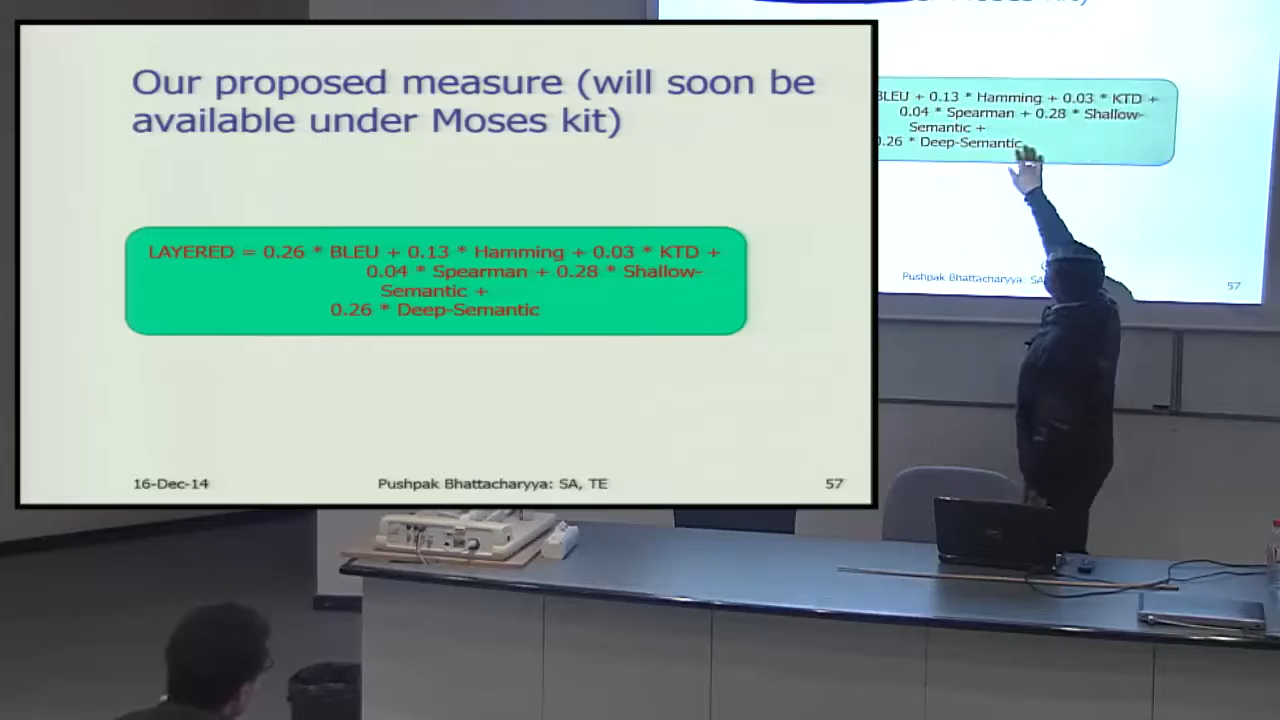 Our proposed measure (will soon be
available under Moses kit)
LAYERED = 0.26 * BLEU + 0.13 * Hamming + 0.03 * KTD +
0.04 * Spearman + 0.28 * Shallow-
Semantic +
0.26 * Deep-Semantic
16-Dec-14
Pushpak Bhattacharyya: SA, TE
57
BLEU + 0.13 * Hamming + 0.03 * KTD +
0.04 * Spearman + 0.28 * Shallow-
Semantic +
0.26 * Deep-Semantic
Pushpak Bhattacharyya: SA,
57